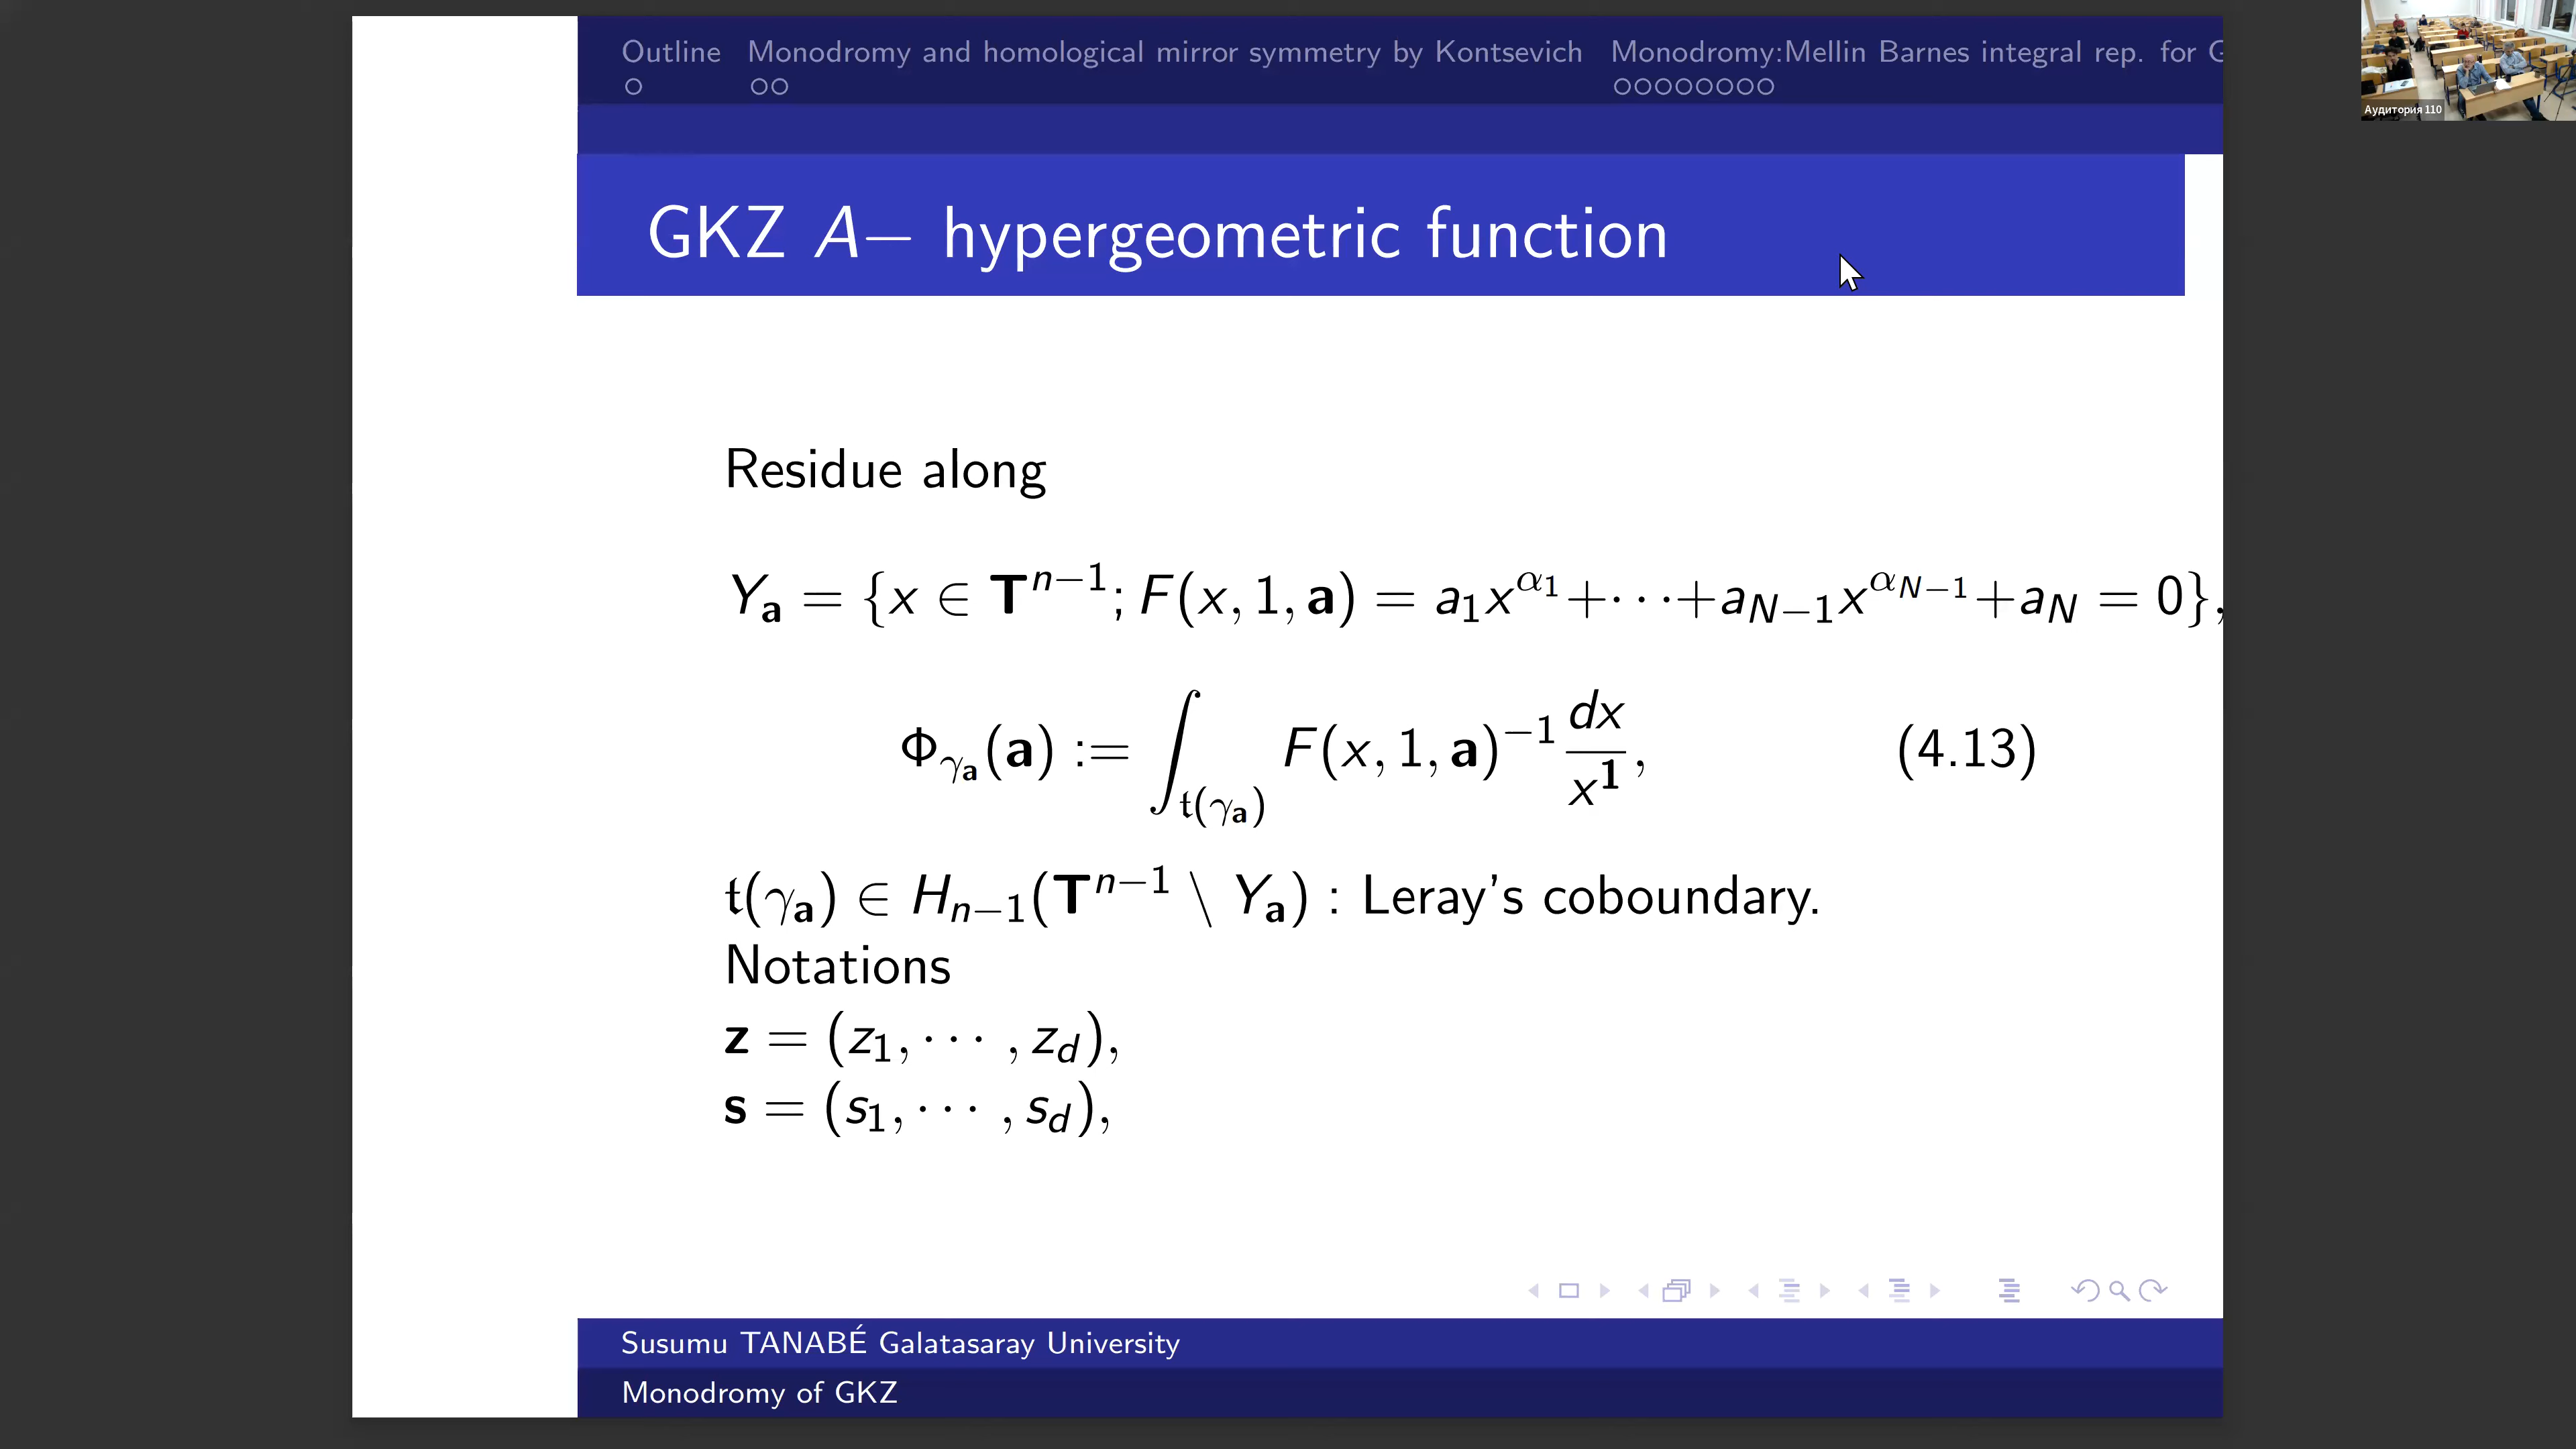 Outline Monodromy and homological mirror symmetry by Kontsevich Monodromy:Mellin Barnes integral rep. for G
Аудитория 110
GKZ A− hypergeometric function
Residue along
Y_𝐚 = {x ∈ 𝐓^{n−1}; F(x, 1, 𝐚) = a_1x^{α_1}+···+a_{N−1}x^{α_{N−1}}+a_N = 0},
Φ_{γ_𝐚}(𝐚) := ∫_{𝔱(γ_𝐚)} F(x, 1, 𝐚)^{−1} dx/x^𝟏, (4.13)
𝔱(γ_𝐚) ∈ H_{n−1}(𝐓^{n−1} \ Y_𝐚) : Leray's coboundary.
Notations
𝐳 = (z_1, ··· , z_d),
𝐬 = (s_1, ··· , s_d),
Susumu TANABÉ Galatasaray University
Monodromy of GKZ